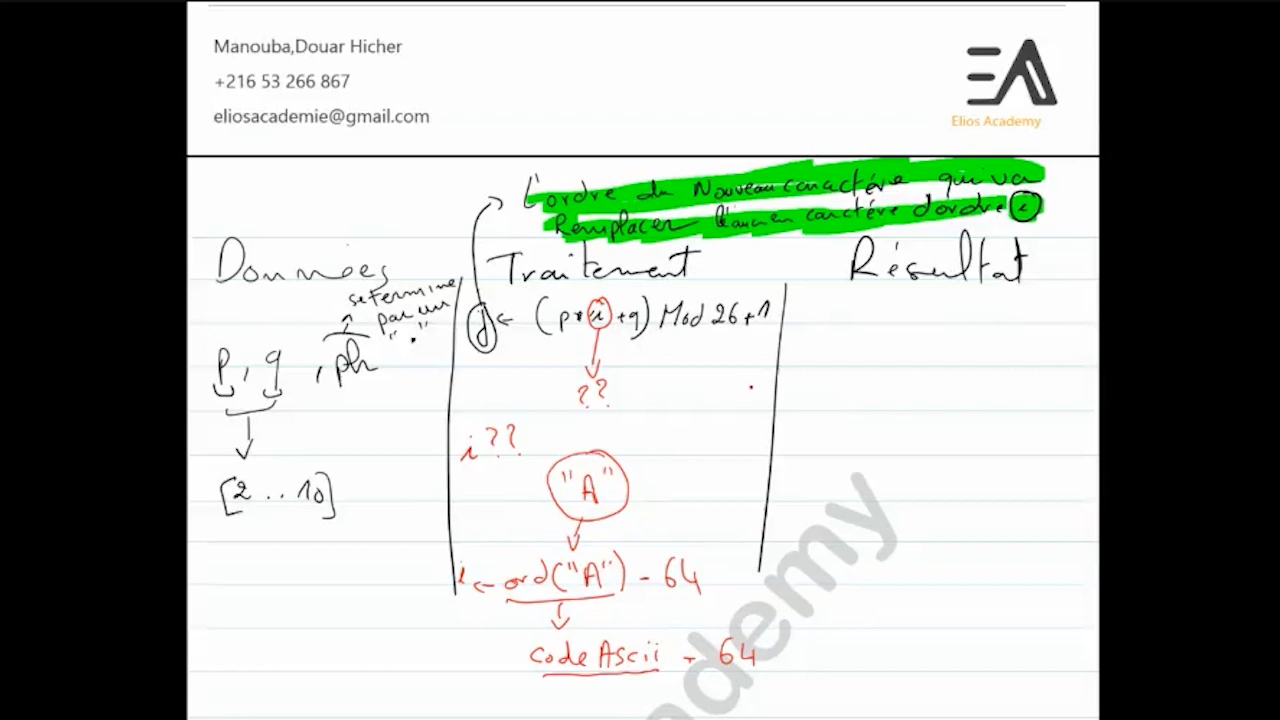 Manouba,Douar Hicher
+216 53 266 867
eliosacademie@gmail.com
Elios Academy
L'ordre du Nouveau caractère qui va
Remplacer l'ancien caractère d'ordre i
Données
Traitement
Résultat
se termine
par un
"."
p, q, ph
[2 .. 10]
j ← (p * i + q) Mod 26 + 1
??
i ??
"A"
i ← ord("A") - 64
code Ascii - 64
ademy